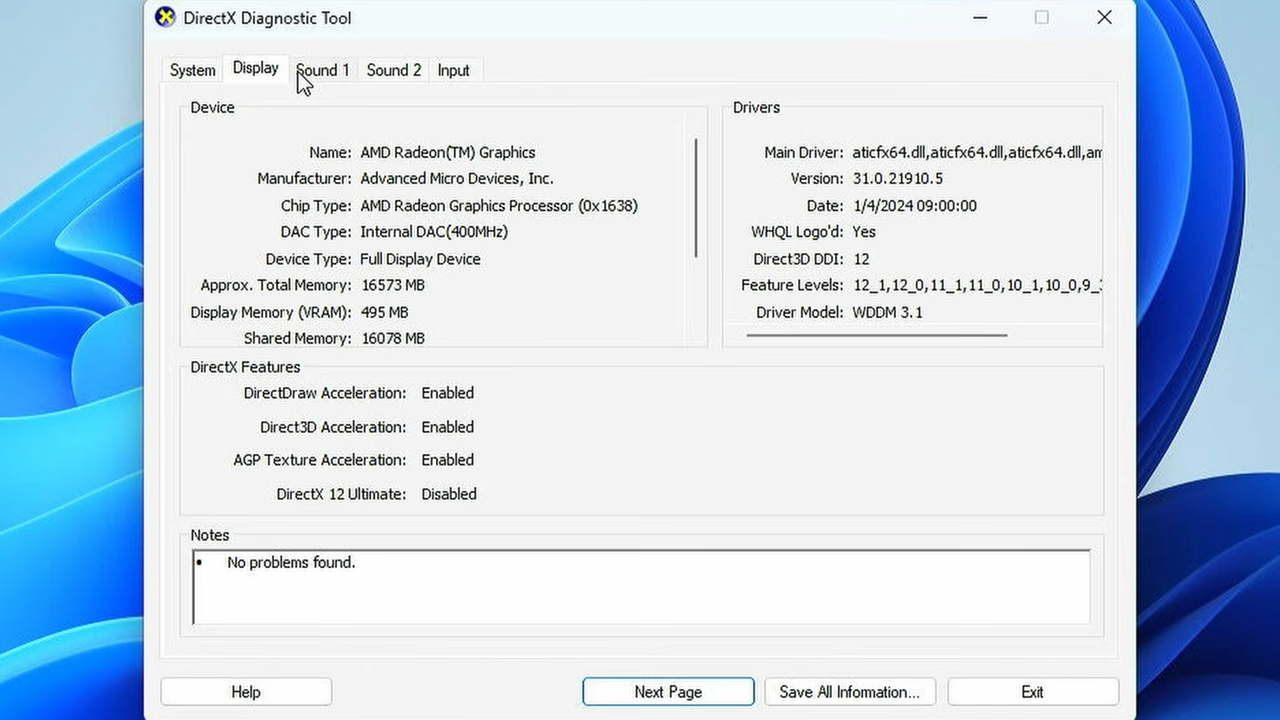 DirectX Diagnostic Tool
System Display Sound 1 Sound 2 Input
Device
Name: AMD Radeon(TM) Graphics
Manufacturer: Advanced Micro Devices, Inc.
Chip Type: AMD Radeon Graphics Processor (0x1638)
DAC Type: Internal DAC(400MHz)
Device Type: Full Display Device
Approx. Total Memory: 16573 MB
Display Memory (VRAM): 495 MB
Shared Memory: 16078 MB
Drivers
Main Driver: aticfx64.dll,aticfx64.dll,aticfx64.dll,am
Version: 31.0.21910.5
Date: 1/4/2024 09:00:00
WHQL Logo'd: Yes
Direct3D DDI: 12
Feature Levels: 12_1,12_0,11_1,11_0,10_1,10_0,9_3
Driver Model: WDDM 3.1
DirectX Features
DirectDraw Acceleration: Enabled
Direct3D Acceleration: Enabled
AGP Texture Acceleration: Enabled
DirectX 12 Ultimate: Disabled
Notes
• No problems found.
Help Next Page Save All Infomation... Exit